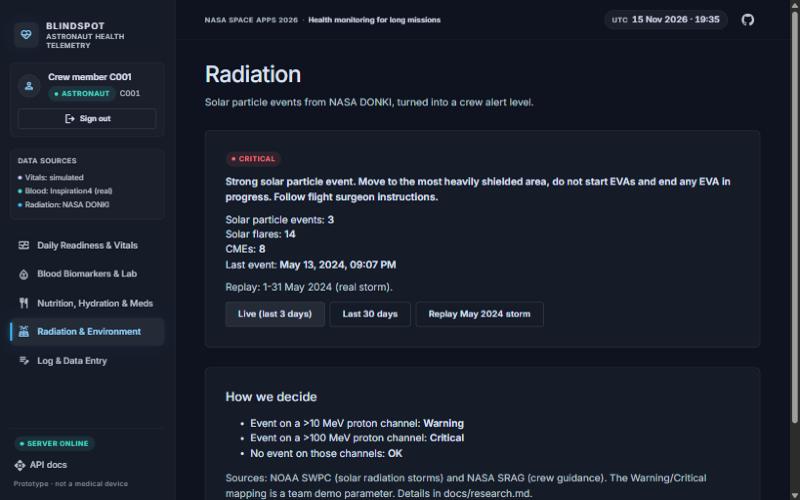 BLINDSPOT
ASTRONAUT HEALTH
TELEMETRY
Crew member C001
ASTRONAUT C001
Sign out
DATA SOURCES
Vitals: simulated
Blood: Inspiration4 (real)
Radiation: NASA DONKI
Daily Readiness & Vitals
Blood Biomarkers & Lab
Nutrition, Hydration & Meds
Radiation & Environment
Log & Data Entry
SERVER ONLINE
API docs
Prototype · not a medical device
NASA SPACE APPS 2026 · Health monitoring for long missions
UTC 15 Nov 2026 · 19:35
Radiation
Solar particle events from NASA DONKI, turned into a crew alert level.
CRITICAL
Strong solar particle event. Move to the most heavily shielded area, do not start EVAs and end any EVA in
progress. Follow flight surgeon instructions.
Solar particle events: 3
Solar flares: 14
CMEs: 8
Last event: May 13, 2024, 09:07 PM
Replay: 1-31 May 2024 (real storm).
Live (last 3 days) Last 30 days Replay May 2024 storm
How we decide
• Event on a >10 MeV proton channel: Warning
• Event on a >100 MeV proton channel: Critical
• No event on those channels: OK
Sources: NOAA SWPC (solar radiation storms) and NASA SRAG (crew guidance). The Warning/Critical
mapping is a team demo parameter. Details in docs/research.md.